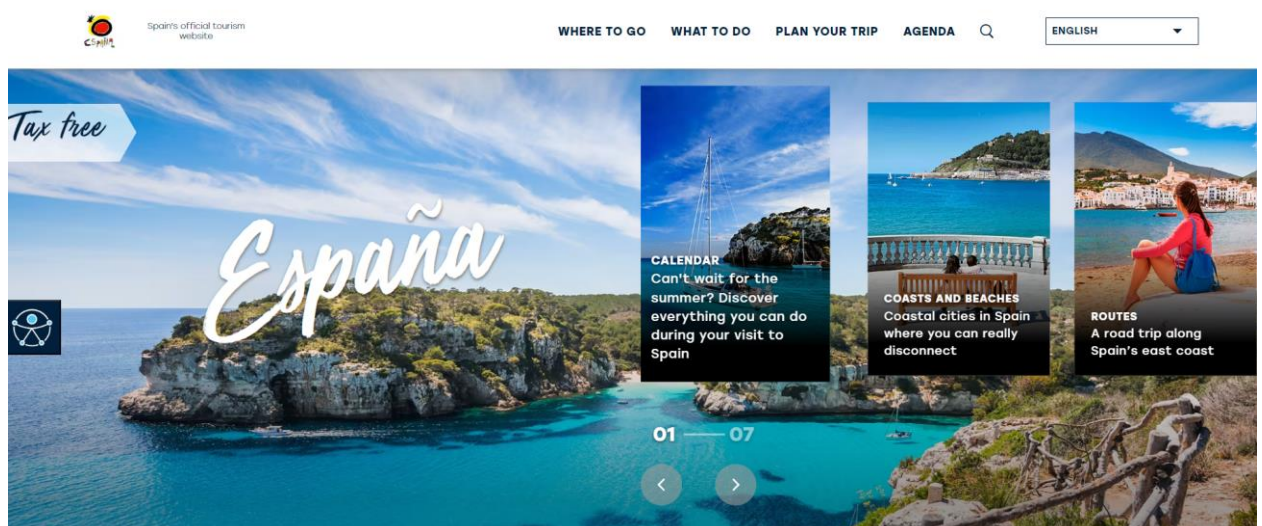 España
Spain's official tourism
website
WHERE TO GO
WHAT TO DO
PLAN YOUR TRIP
AGENDA
ENGLISH
Tax free
España
CALENDAR
Can't wait for the
summer? Discover
everything you can do
during your visit to
Spain
COASTS AND BEACHES
Coastal cities in Spain
where you can really
disconnect
ROUTES
A road trip along
Spain's east coast
01
07